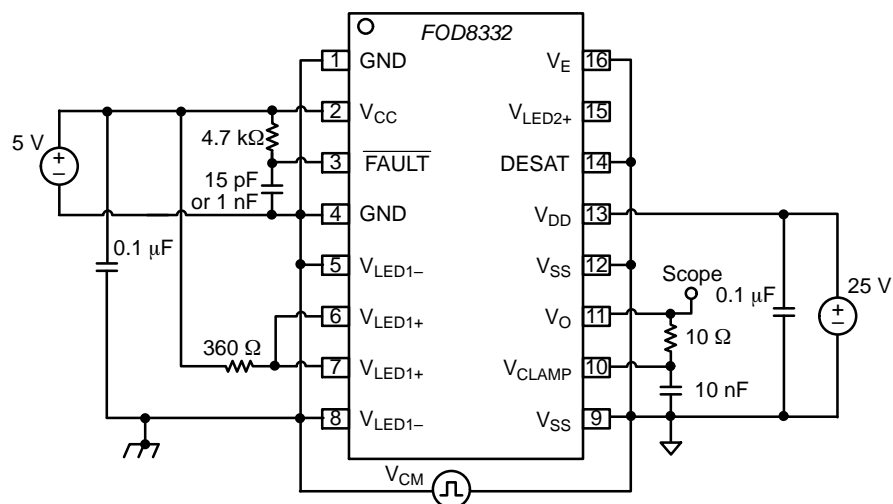 FOD8332
1 GND
VE 16
2 VCC
VLED2+ 15
5 V
+
−
4.7 kΩ
3 FAULT
DESAT 14
15 pF
or 1 nF
4 GND
VDD 13
0.1 μF
5 VLED1−
VSS 12
Scope
0.1 μF
25 V
+
−
6 VLED1+
VO 11
10 Ω
360 Ω
7 VLED1+
VCLAMP 10
10 nF
8 VLED1−
VSS 9
VCM